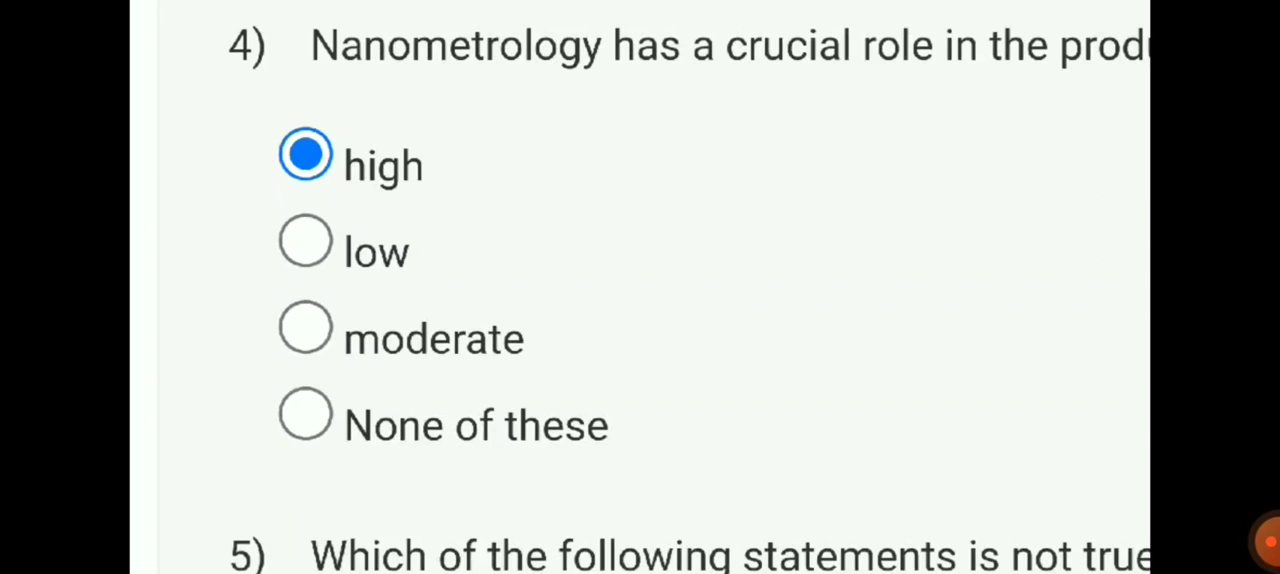 4) Nanometrology has a crucial role in the
high
low
moderate
None of these
5) Which of the following statements is not true